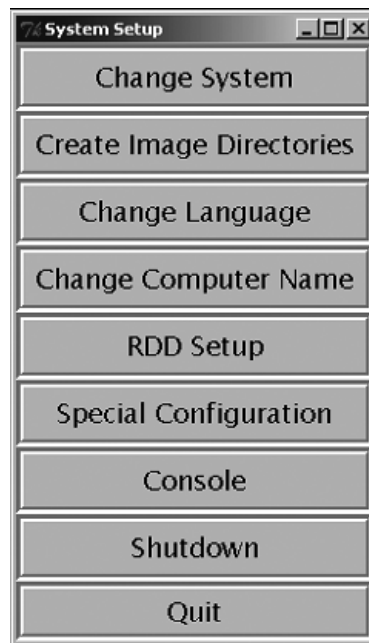 System Setup
Change System
Create Image Directories
Change Language
Change Computer Name
RDD Setup
Special Configuration
Console
Shutdown
Quit